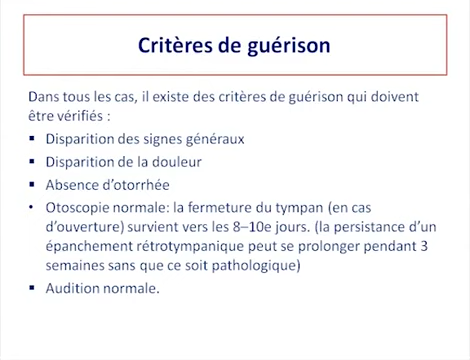 Critères de guérison
Dans tous les cas, il existe des critères de guérison qui doivent
être vérifiés :
▪ Disparition des signes généraux
▪ Disparition de la douleur
▪ Absence d'otorrhée
• Otoscopie normale: la fermeture du tympan (en cas
d'ouverture) survient vers les 8–10e jours. (la persistance d'un
épanchement rétrotympanique peut se prolonger pendant 3
semaines sans que ce soit pathologique)
▪ Audition normale.